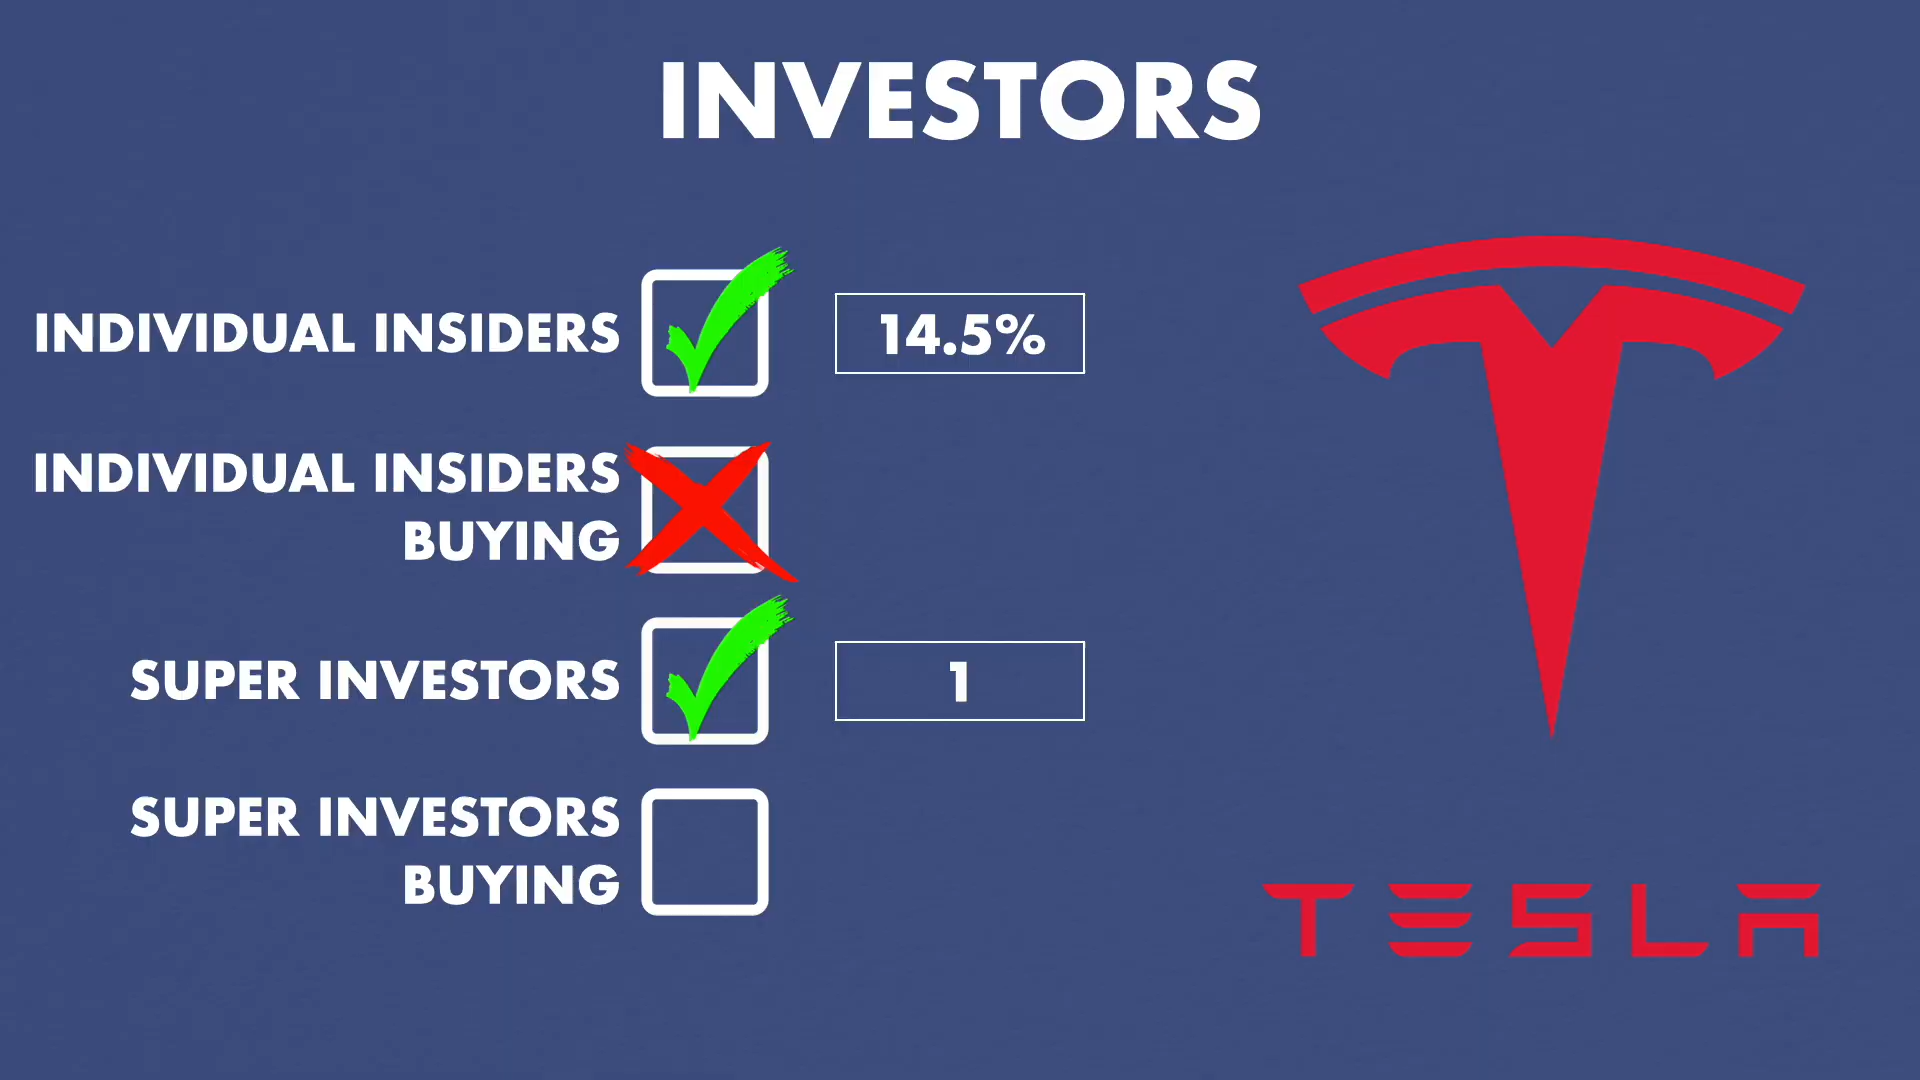 INVESTORS
INDIVIDUAL INSIDERS
14.5%
INDIVIDUAL INSIDERS
BUYING
SUPER INVESTORS
1
SUPER INVESTORS
BUYING
TESLA